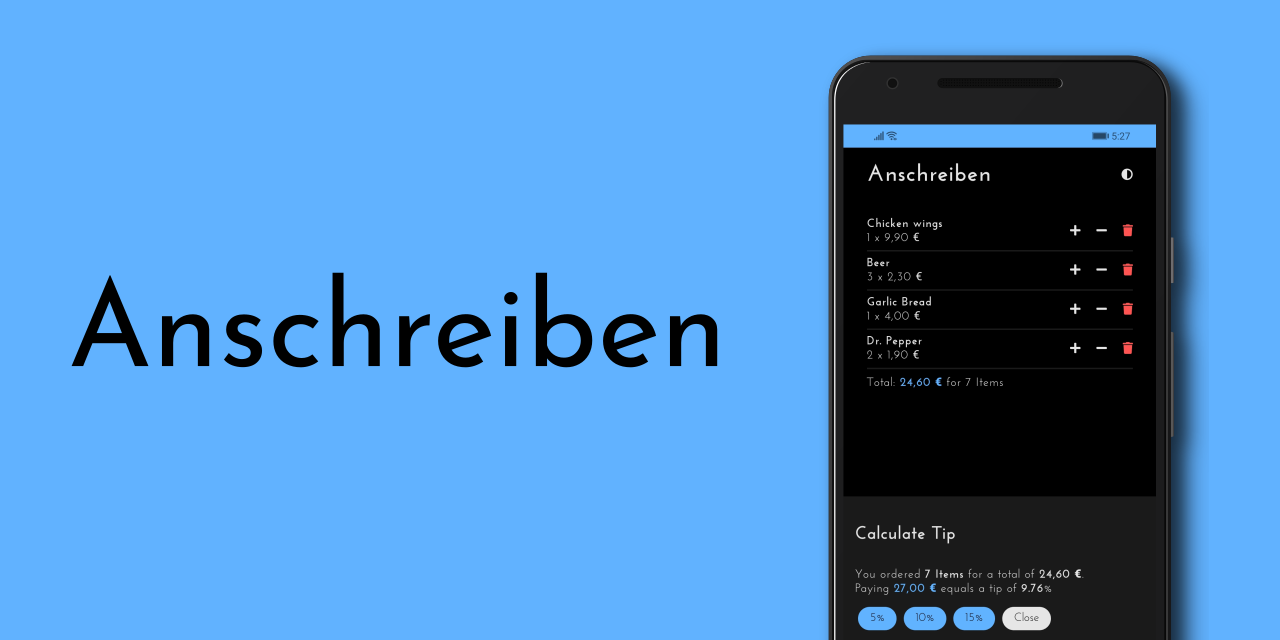 Anschreiben
5:27
Anschreiben
Chicken wings
1 x 9,90 €
Beer
3 x 2,30 €
Garlic Bread
1 x 4,00 €
Dr. Pepper
2 x 1,90 €
Total: 24,60 € for 7 Items
Calculate Tip
You ordered 7 Items for a total of 24,60 €.
Paying 27,00 € equals a tip of 9.76%
5% 10% 15% Close